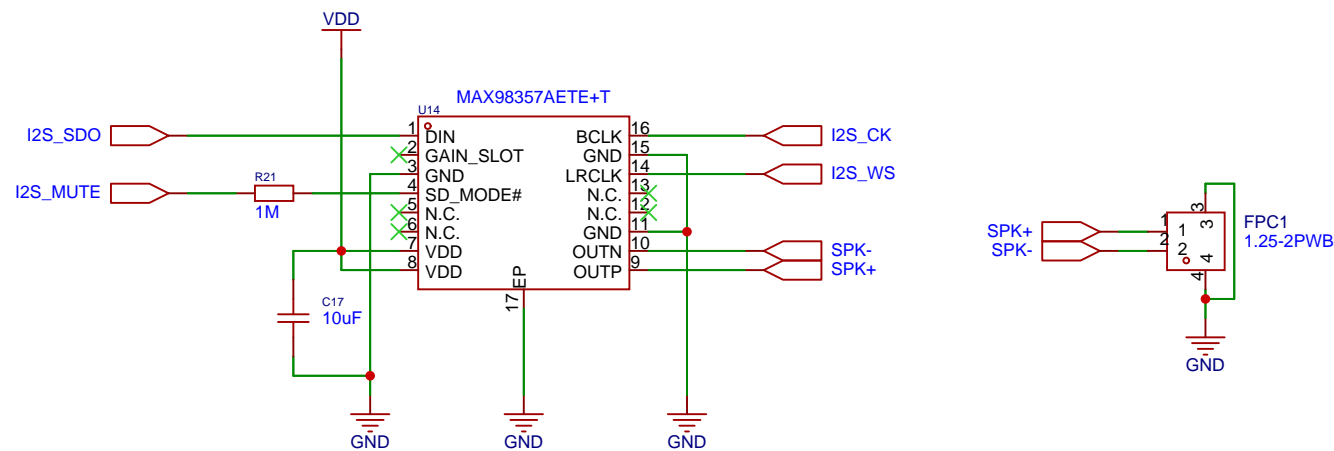 VDD
MAX98357AETE+T
U14
I2S_SDO
1
DIN
BCLK
16
I2S_CK
2
GAIN_SLOT
GND
15
3
GND
LRCLK
14
I2S_WS
I2S_MUTE
R21
1M
4
SD_MODE#
N.C.
13
5
N.C.
N.C.
12
6
N.C.
GND
11
7
VDD
OUTN
10
SPK-
8
VDD
OUTP
9
SPK+
17
EP
C17
10uF
GND
GND
GND
3
3
FPC1
1.25-2PWB
SPK+
1
1
SPK-
2
2
4
4
GND